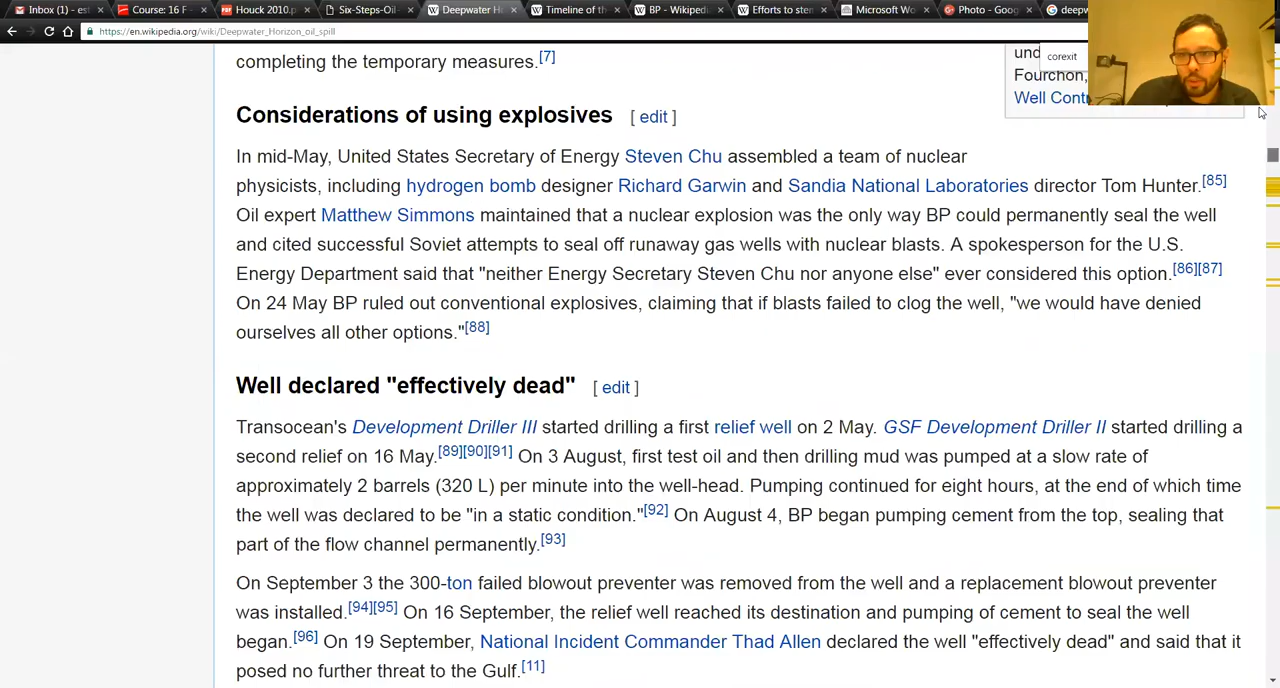 Inbox (1) - est
Course: 16 F -
Houck 2010.p
Six-Steps-Oil-
Deepwater H
Timeline of th
BP - Wikiped
Efforts to sten
Microsoft Wo
Photo - Goog
deepw
https://en.wikipedia.org/wiki/Deepwater_Horizon_oil_spill
completing the temporary measures.[7]
und
corexit
Fourchon,
Well Contr
Considerations of using explosives [ edit ]
In mid-May, United States Secretary of Energy Steven Chu assembled a team of nuclear
physicists, including hydrogen bomb designer Richard Garwin and Sandia National Laboratories director Tom Hunter.[85]
Oil expert Matthew Simmons maintained that a nuclear explosion was the only way BP could permanently seal the well
and cited successful Soviet attempts to seal off runaway gas wells with nuclear blasts. A spokesperson for the U.S.
Energy Department said that "neither Energy Secretary Steven Chu nor anyone else" ever considered this option.[86][87]
On 24 May BP ruled out conventional explosives, claiming that if blasts failed to clog the well, "we would have denied
ourselves all other options."[88]
Well declared "effectively dead" [ edit ]
Transocean's Development Driller III started drilling a first relief well on 2 May. GSF Development Driller II started drilling a
second relief on 16 May.[89][90][91] On 3 August, first test oil and then drilling mud was pumped at a slow rate of
approximately 2 barrels (320 L) per minute into the well-head. Pumping continued for eight hours, at the end of which time
the well was declared to be "in a static condition."[92] On August 4, BP began pumping cement from the top, sealing that
part of the flow channel permanently.[93]
On September 3 the 300-ton failed blowout preventer was removed from the well and a replacement blowout preventer
was installed.[94][95] On 16 September, the relief well reached its destination and pumping of cement to seal the well
began.[96] On 19 September, National Incident Commander Thad Allen declared the well "effectively dead" and said that it
posed no further threat to the Gulf.[11]